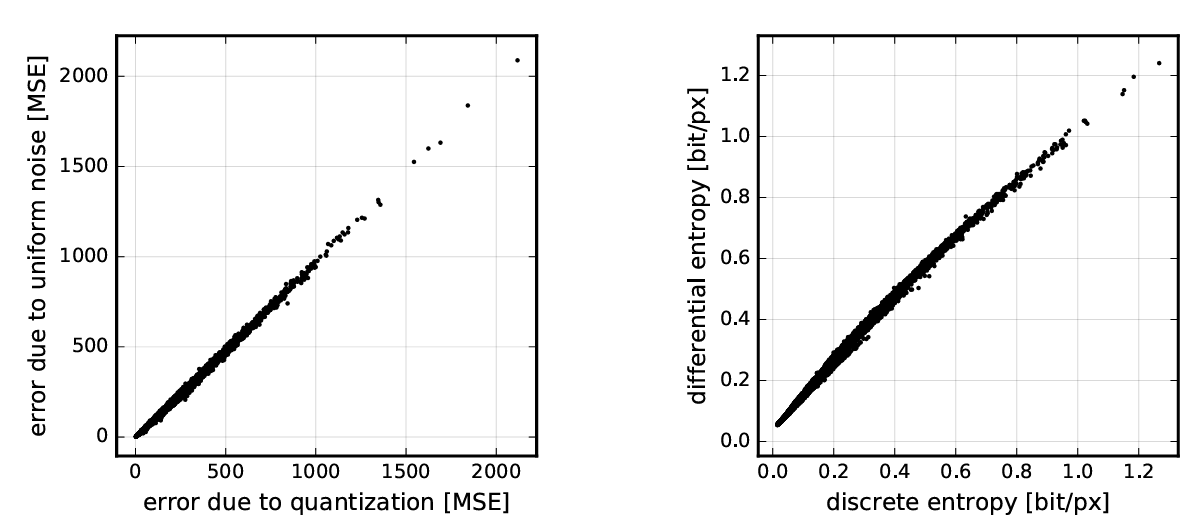 error due to uniform noise [MSE]
2000
1500
1000
500
0
0 500 1000 1500 2000
error due to quantization [MSE]
differential entropy [bit/px]
1.2
1.0
0.8
0.6
0.4
0.2
0.0
0.0 0.2 0.4 0.6 0.8 1.0 1.2
discrete entropy [bit/px]